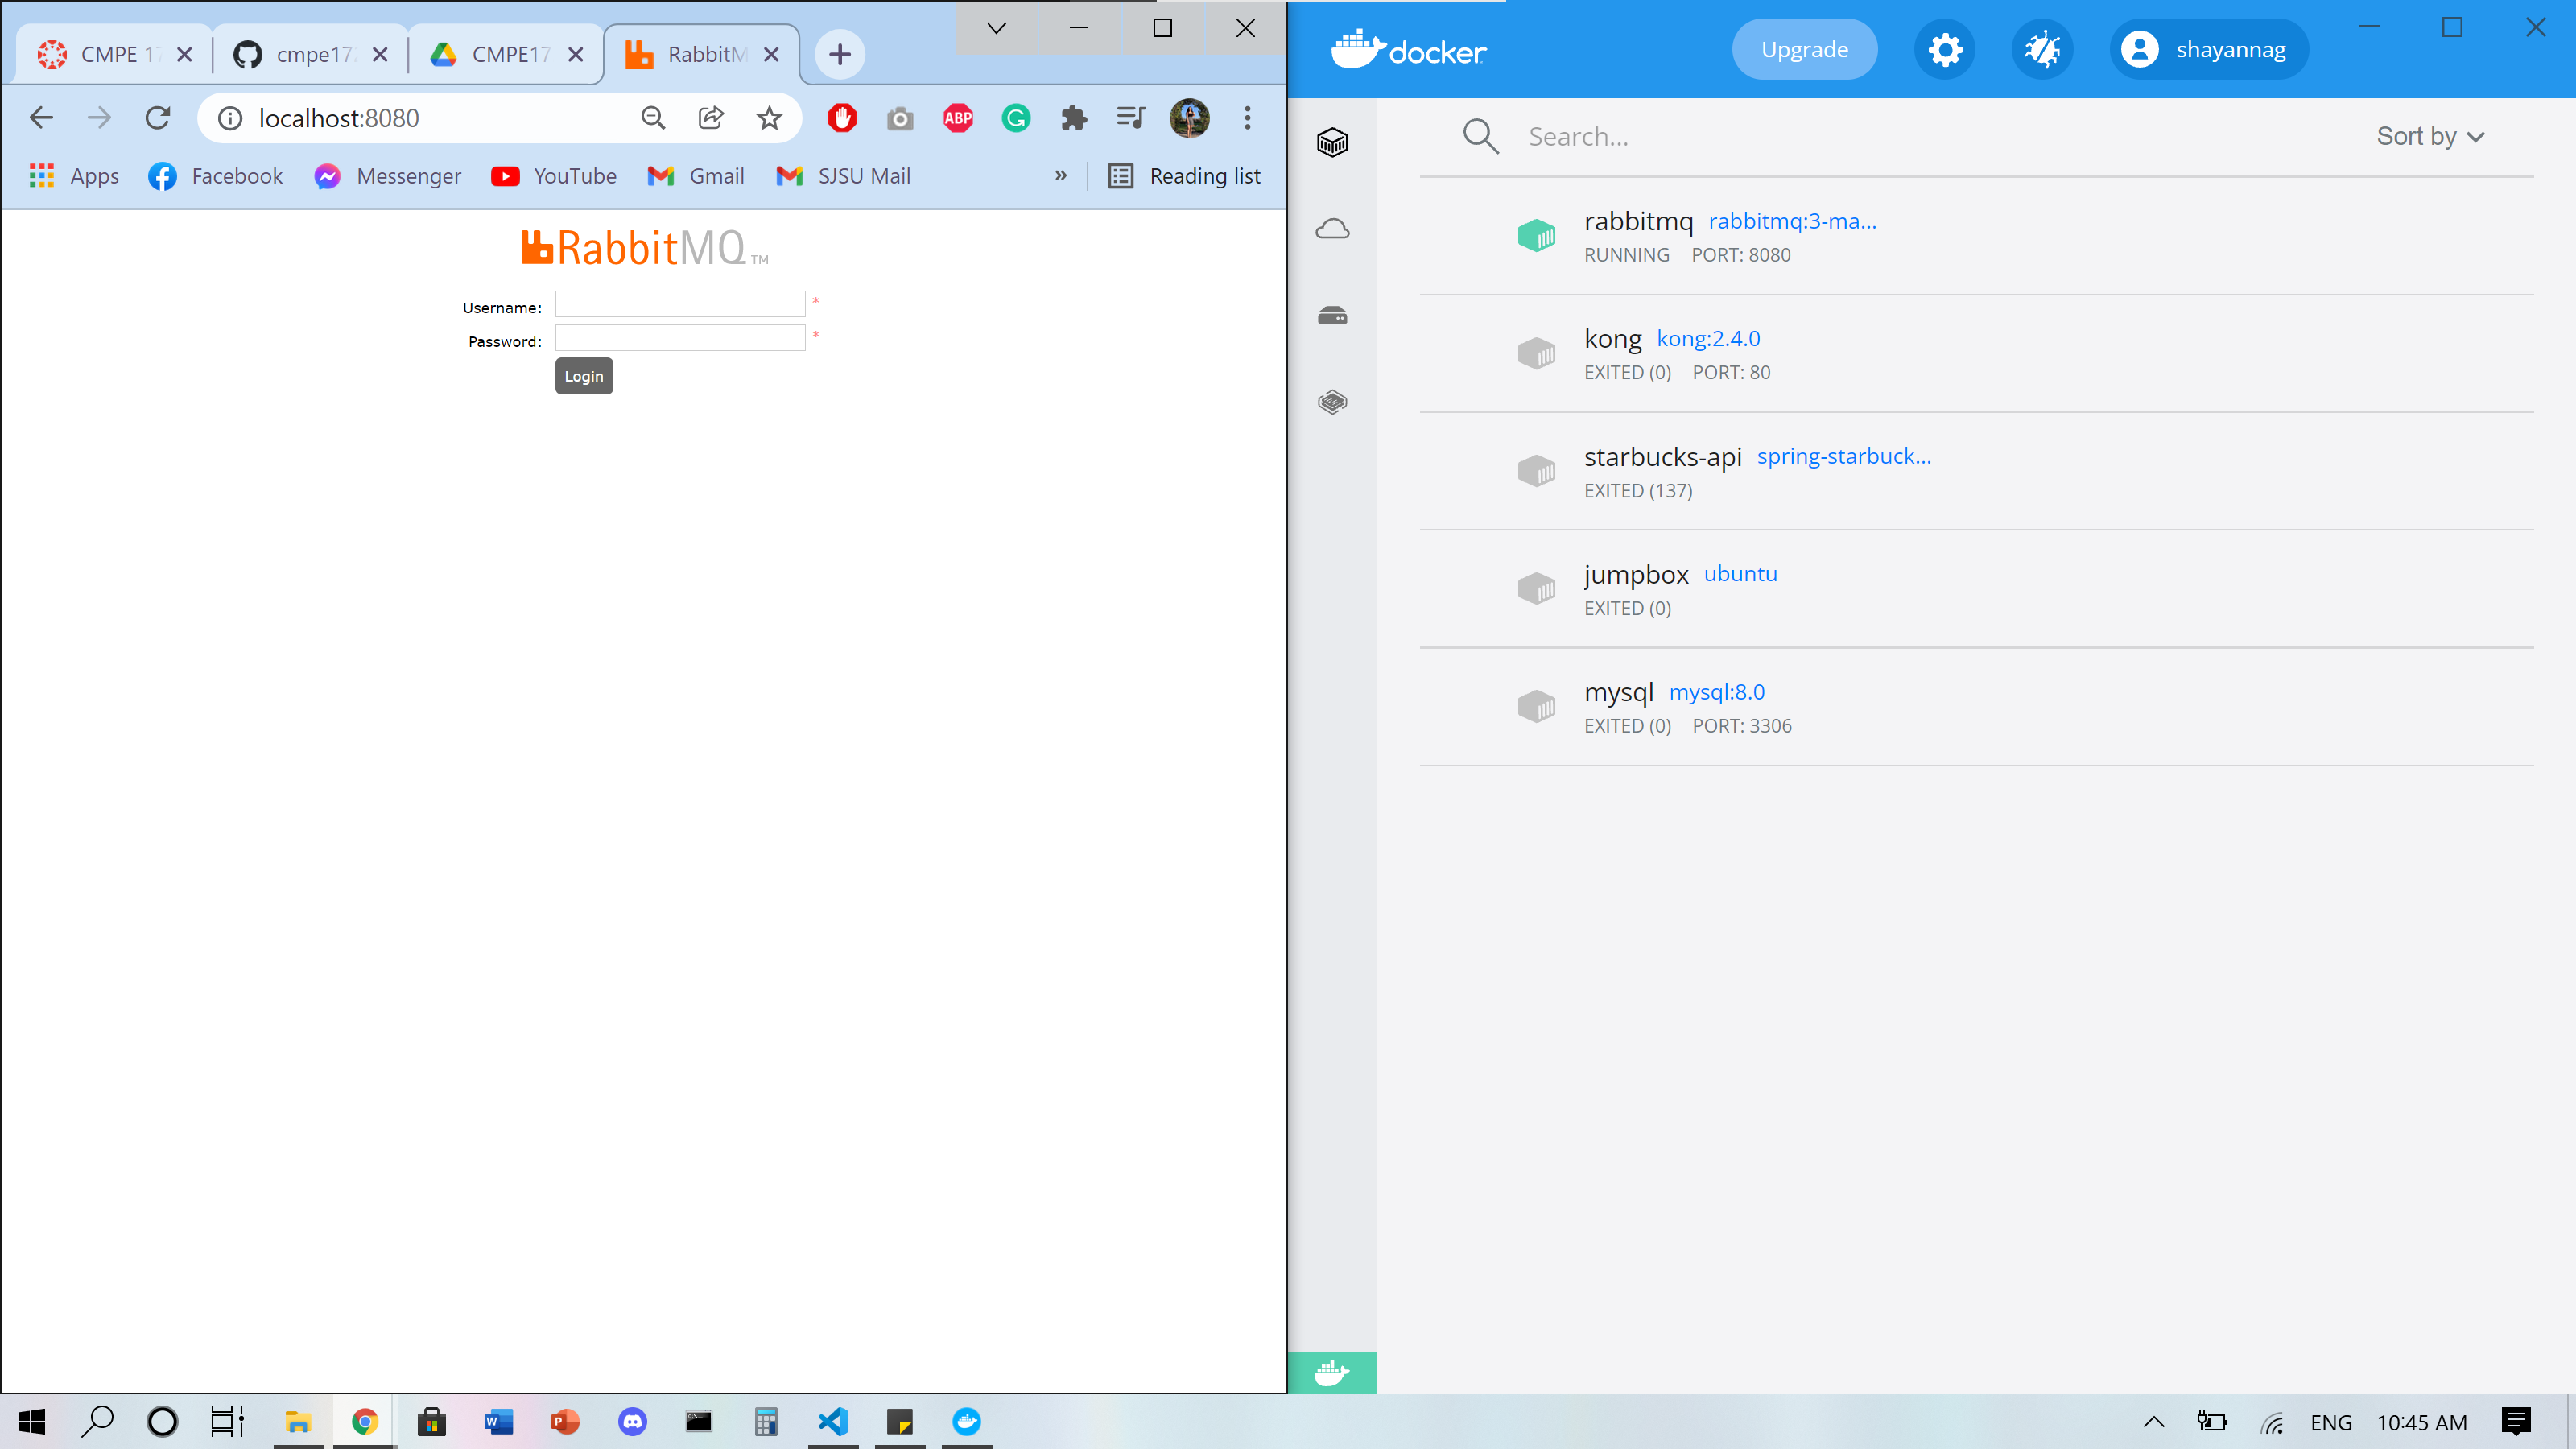 CMPE 17
cmpe17
CMPE17
RabbitM
localhost:8080
ABP
Apps
Facebook
Messenger
YouTube
Gmail
SJSU Mail
»
Reading list
RabbitMQ TM
Username:
*
Password:
*
Login
docker
Upgrade
shayannag
Search...
Sort by
rabbitmq rabbitmq:3-ma...
RUNNING PORT: 8080
kong kong:2.4.0
EXITED (0) PORT: 80
starbucks-api spring-starbuck...
EXITED (137)
jumpbox ubuntu
EXITED (0)
mysql mysql:8.0
EXITED (0) PORT: 3306
ENG 10:45 AM